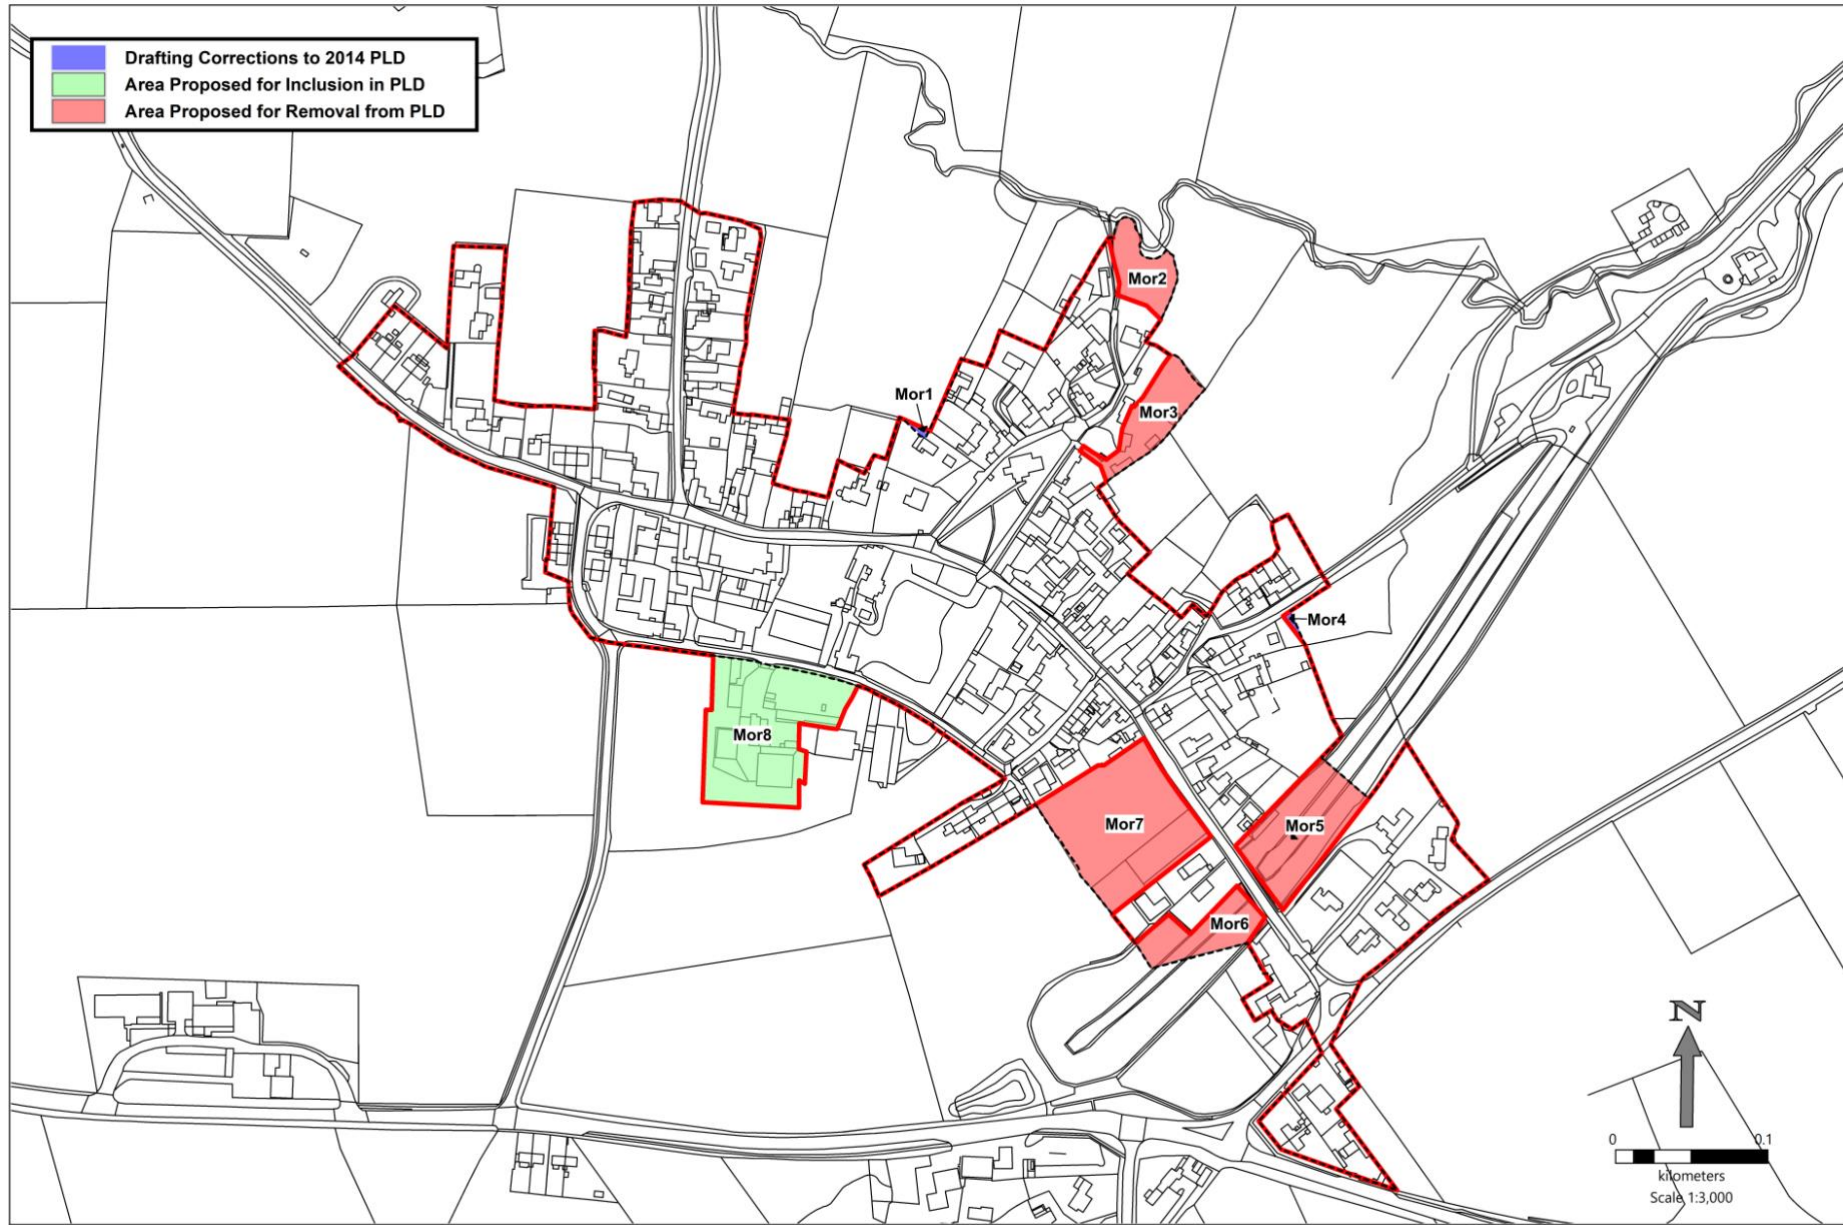 Drafting Corrections to 2014 PLD
Area Proposed for Inclusion in PLD
Area Proposed for Removal from PLD
Mor2
Mor1
Mor3
Mor4
Mor8
Mor7
Mor5
Mor6
N
0 0.1
kilometers
Scale 1:3,000